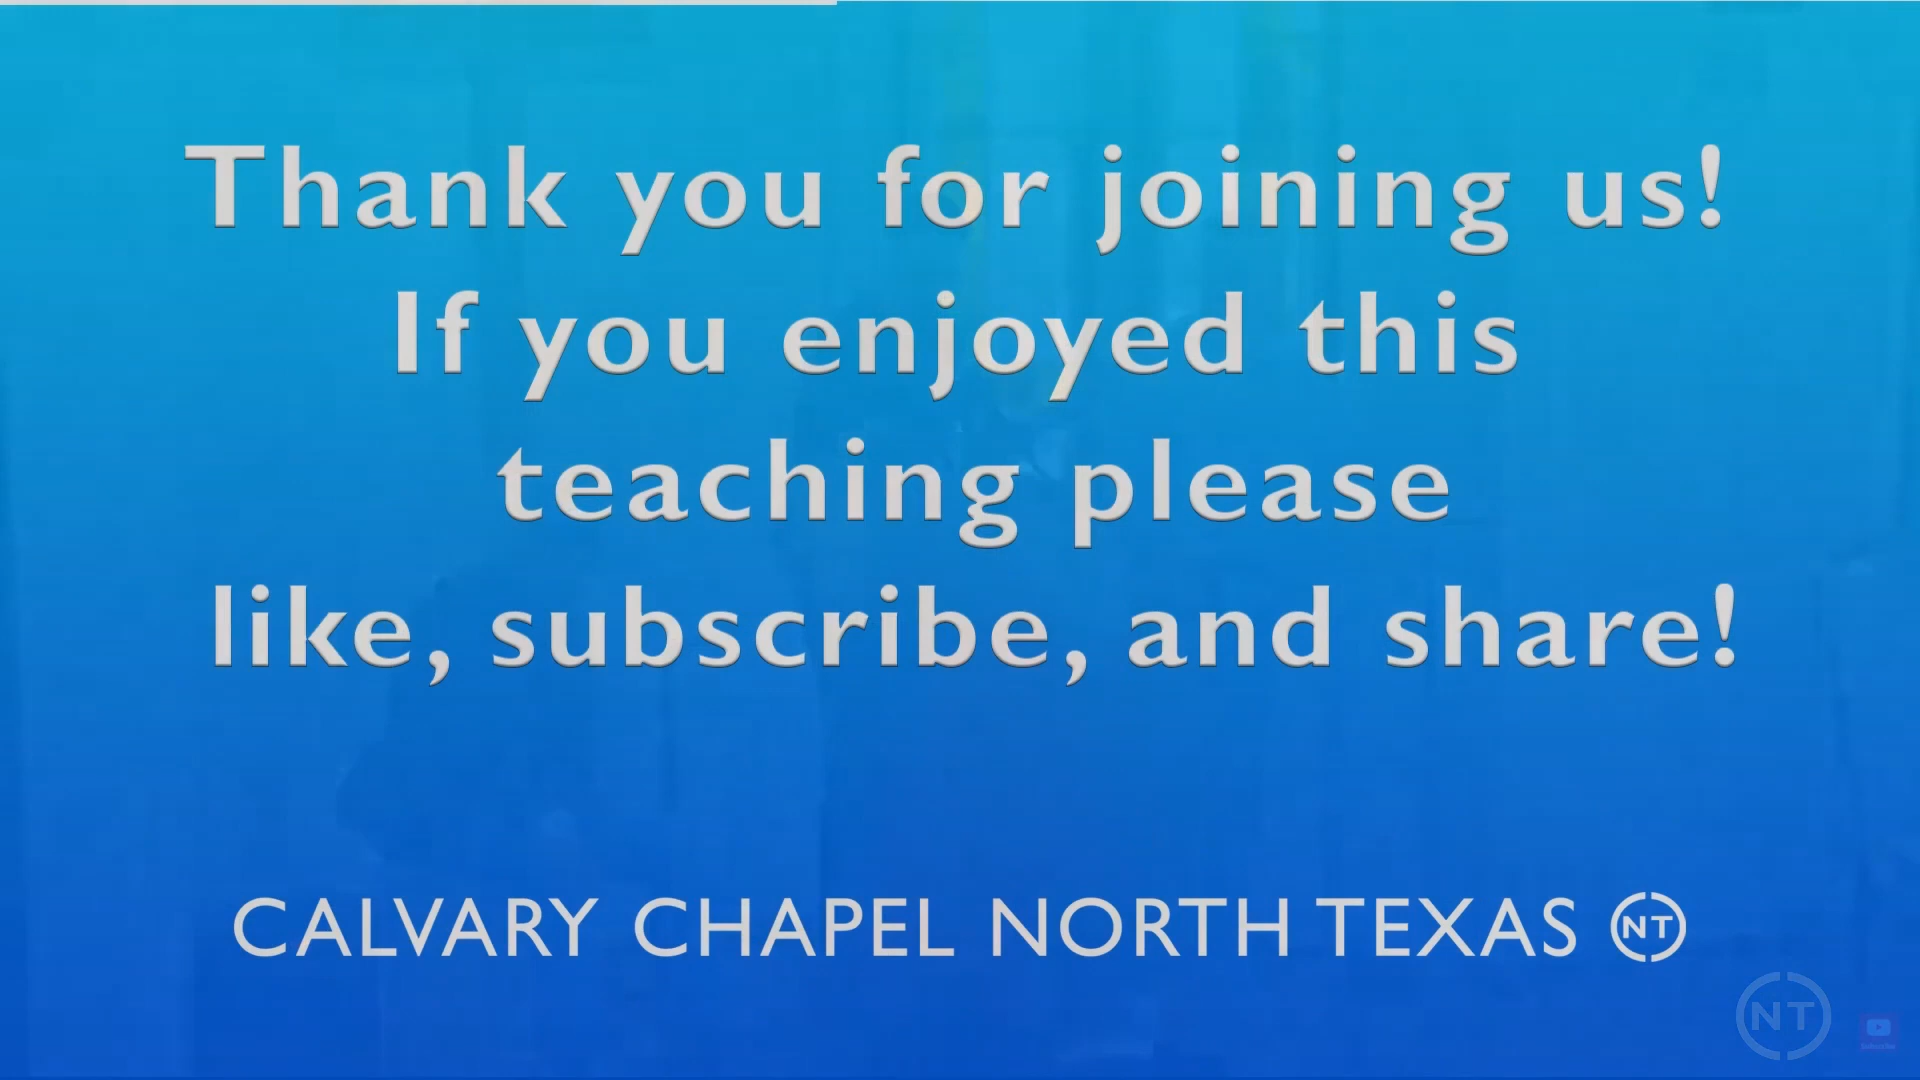 Thank you for joining us!
If you enjoyed this
teaching please
like, subscribe, and share!
CALVARY CHAPEL NORTH TEXAS NT
NT
Subscribe